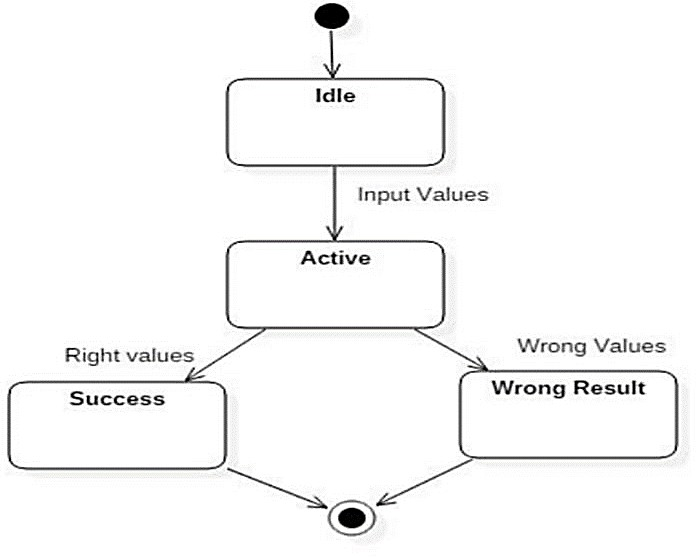 Idle
Input Values
Active
Right values
Wrong Values
Success
Wrong Result